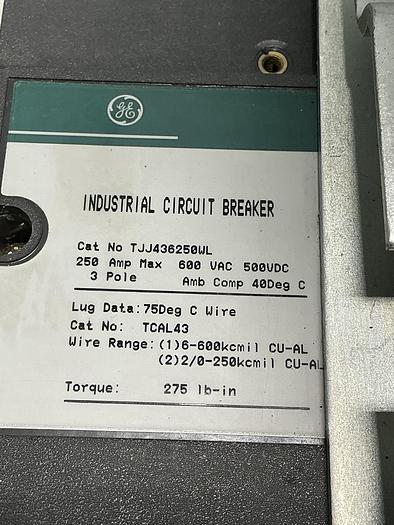 GE
INDUSTRIAL CIRCUIT BREAKER
Cat No TJJ436250WL
250 Amp Max 600 VAC 500VDC
3 Pole Amb Comp 40Deg C
Lug Data:75Deg C Wire
Cat No: TCAL43
Wire Range:(1)6-600kcmil CU-AL
(2)2/0-250kcmil CU-AL
Torque: 275 lb-in